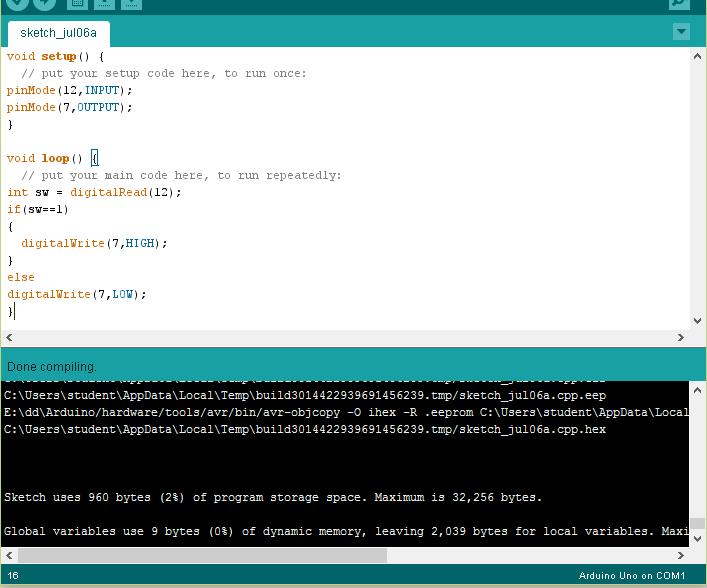 sketch_jul06a
void setup() {
// put your setup code here, to run once:
pinMode(12,INPUT);
pinMode(7,OUTPUT);
}
void loop() {
// put your main code here, to run repeatedly:
int sw = digitalRead(12);
if(sw==1)
{
digitalWrite(7,HIGH);
}
else
digitalWrite(7,LOW);
}
Done compiling.
C:\Users\student\AppData\Local\Temp\build3014422939691456239.tmp/sketch_jul06a.cpp.eep
E:\dd\Arduino/hardware/tools/avr/bin/avr-objcopy -O ihex -R .eeprom C:\Users\student\AppData\Local
C:\Users\student\AppData\Local\Temp\build3014422939691456239.tmp/sketch_jul06a.cpp.hex
Sketch uses 960 bytes (2%) of program storage space. Maximum is 32,256 bytes.
Global variables use 9 bytes (0%) of dynamic memory, leaving 2,039 bytes for local variables. Maxi
16 Arduino Uno on COM1